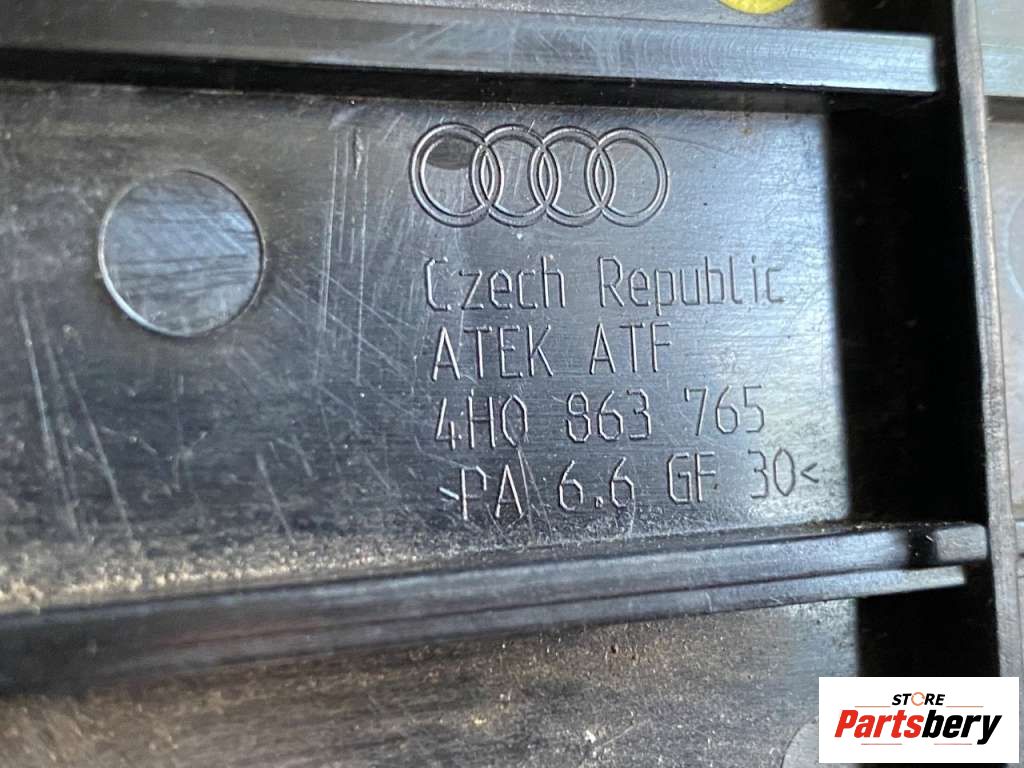 Czech Republic
ATEK ATF
4H0 863 765
>PA 6.6 GF 30<
STORE
Partsbery